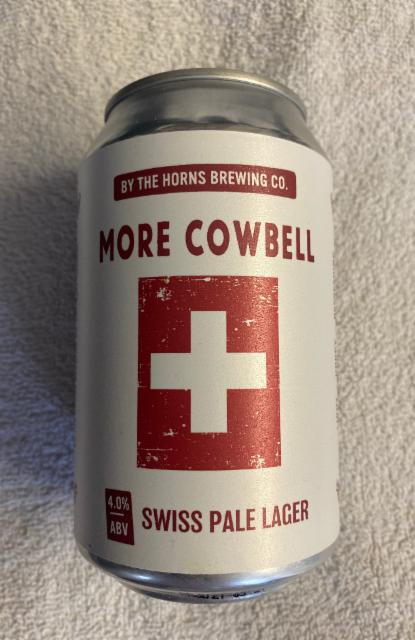 BY THE HORNS BREWING CO.
MORE COWBELL
4.0%
ABV
SWISS PALE LAGER